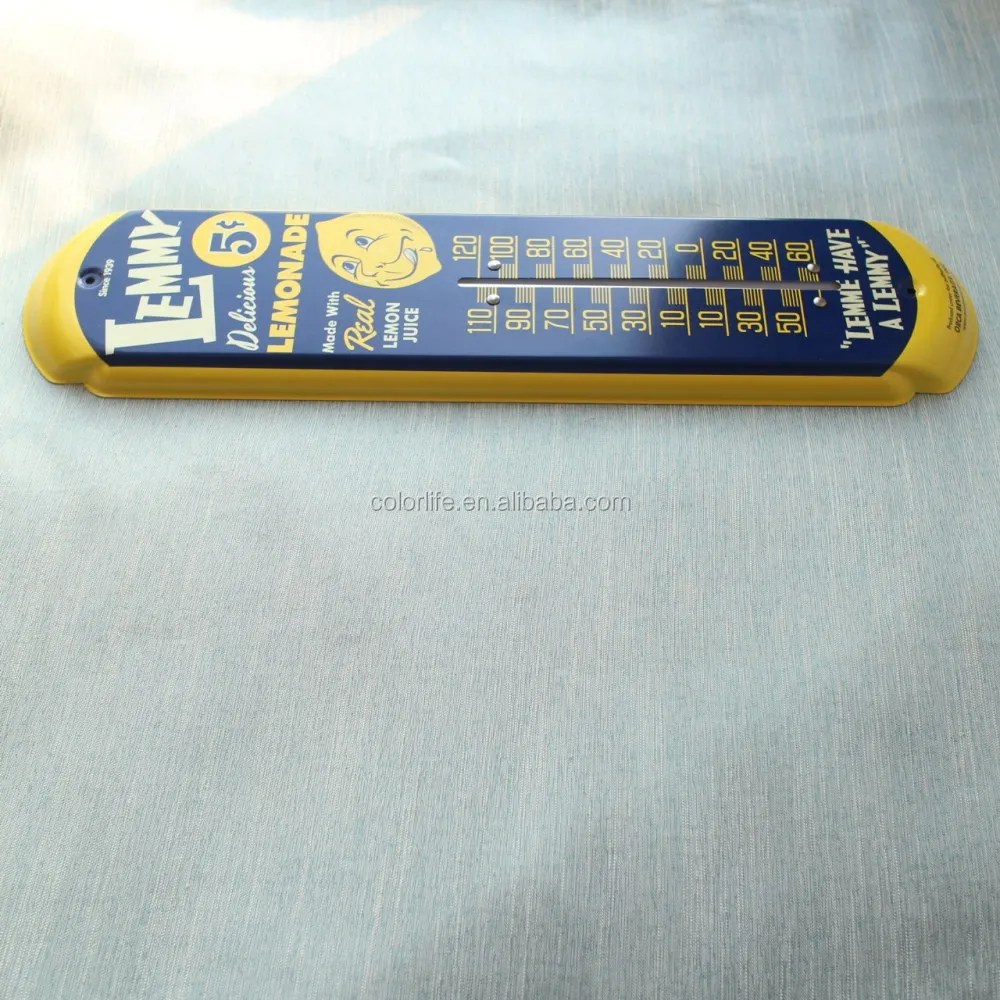 Since 1939
LEMMY
5¢
Delicious
LEMONADE
Made With
Real
LEMON
JUICE
120
110
100
90
80
70
60
50
40
30
20
10
0
10
20
30
40
50
60
"LEMME HAVE
A LEMMY"
colorlife.en.alibaba.com